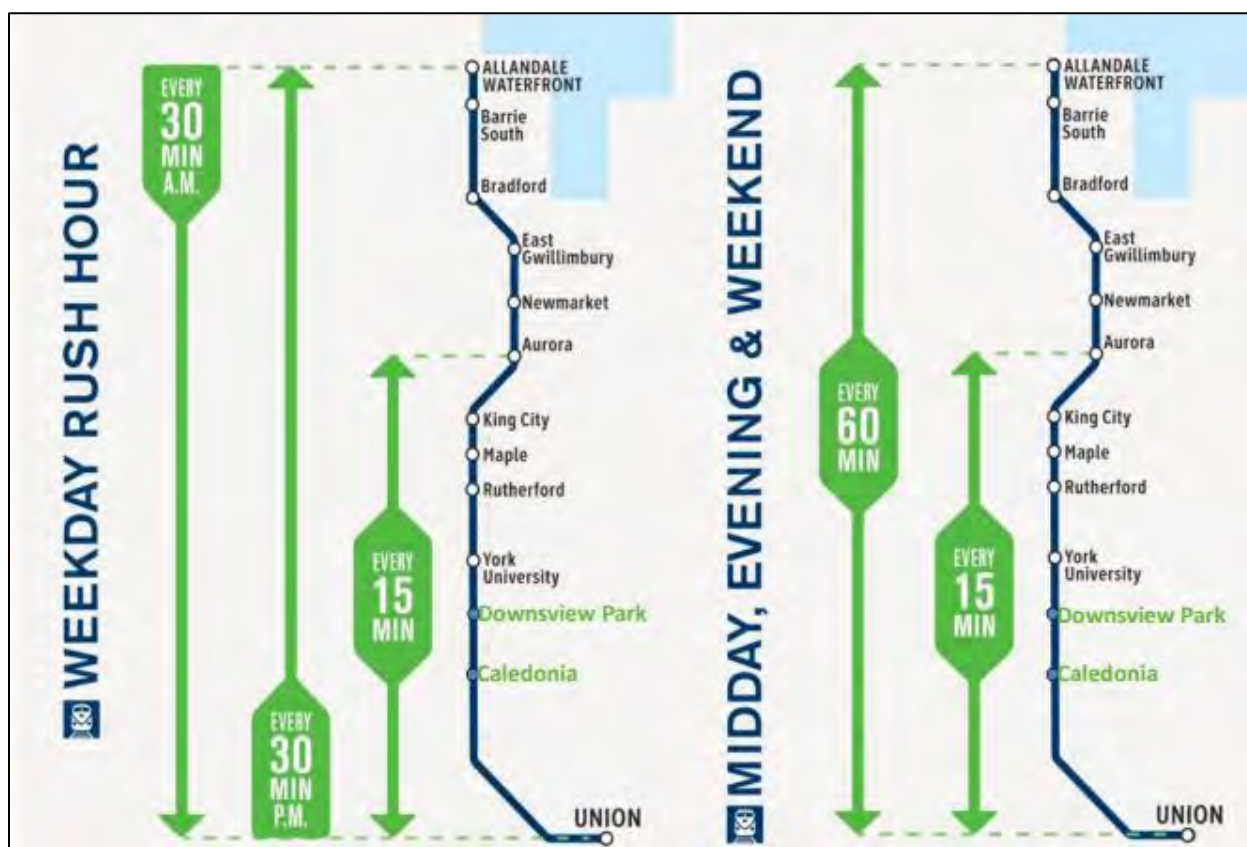 WEEKDAY RUSH HOUR
EVERY
30
MIN
A.M.
EVERY
30
MIN
P.M.
EVERY
15
MIN
ALLANDALE
WATERFRONT
Barrie
South
Bradford
East
Gwillimbury
Newmarket
Aurora
King City
Maple
Rutherford
York
University
Downsview Park
Caledonia
UNION
MIDDAY, EVENING & WEEKEND
EVERY
60
MIN
EVERY
15
MIN
ALLANDALE
WATERFRONT
Barrie
South
Bradford
East
Gwillimbury
Newmarket
Aurora
King City
Maple
Rutherford
York
University
Downsview Park
Caledonia
UNION